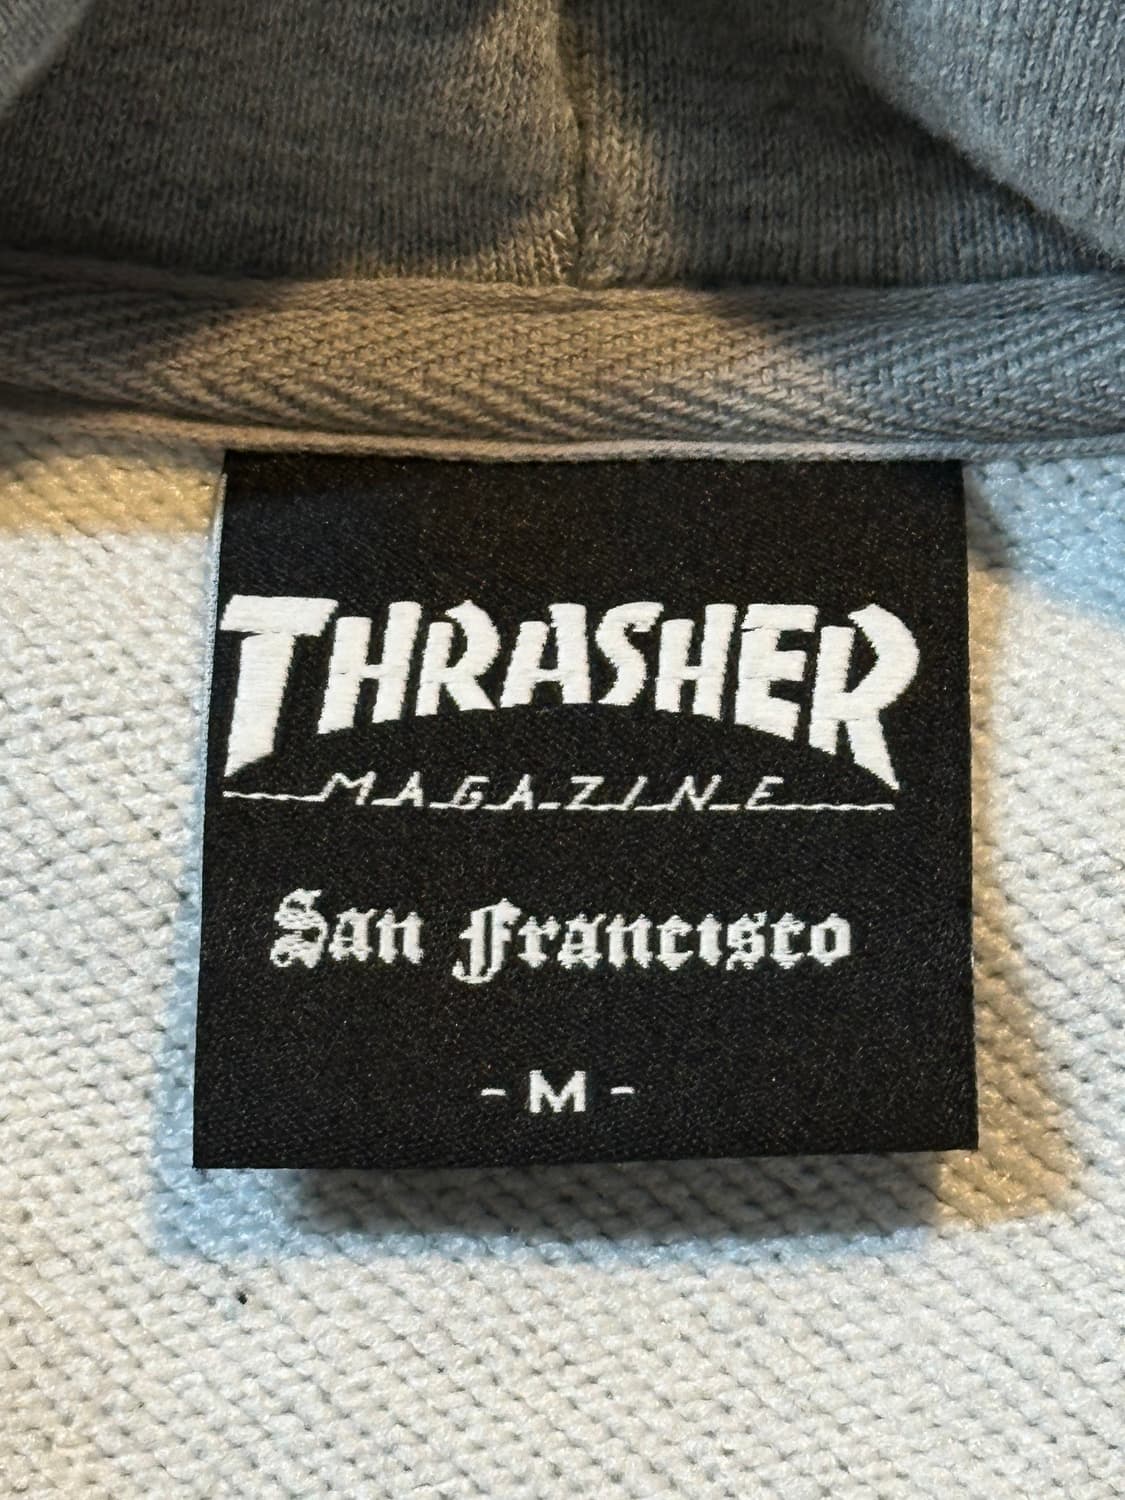 THRASHER
MAGAZINE
San Francisco
- M -